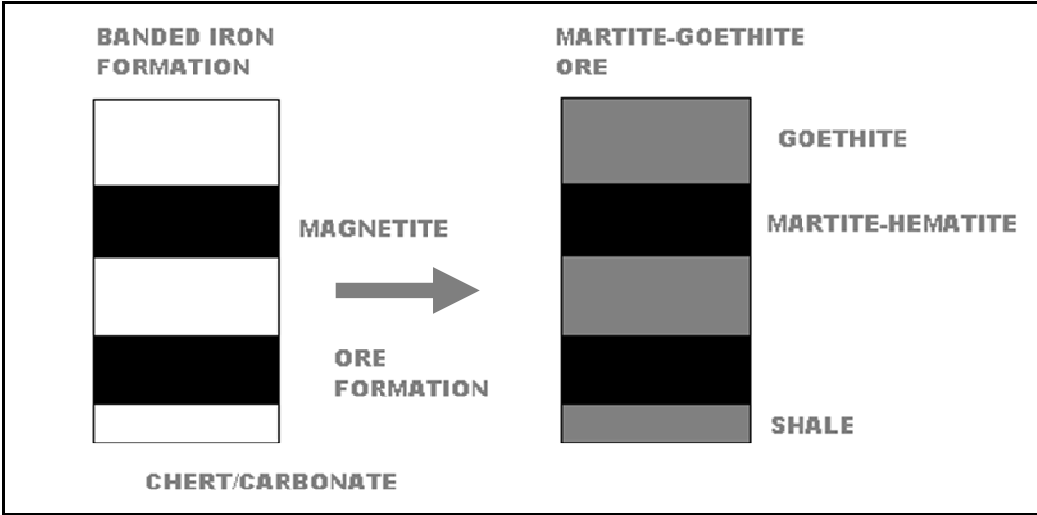 BANDED IRON
FORMATION
MAGNETITE
ORE
FORMATION
CHERT/CARBONATE
MARTITE-GOETHITE
ORE
GOETHITE
MARTITE-HEMATITE
SHALE